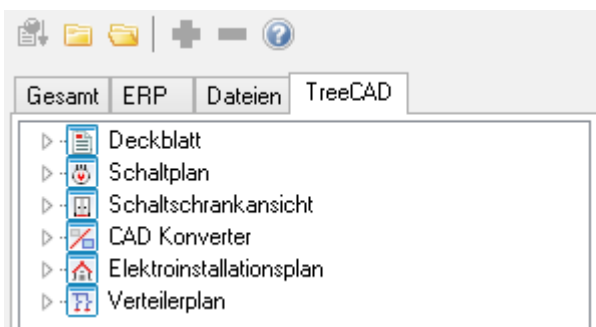 Gesamt ERP Dateien TreeCAD
Deckblatt
Schaltplan
Schaltschrankansicht
CAD Konverter
Elektroinstallationsplan
Verteilerplan